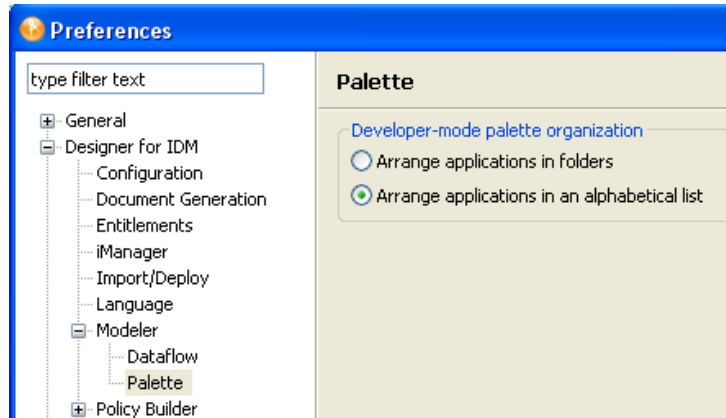 Preferences
type filter text
General
Designer for IDM
Configuration
Document Generation
Entitlements
iManager
Import/Deploy
Language
Modeler
Dataflow
Palette
Policy Builder
Palette
Developer-mode palette organization
Arrange applications in folders
Arrange applications in an alphabetical list